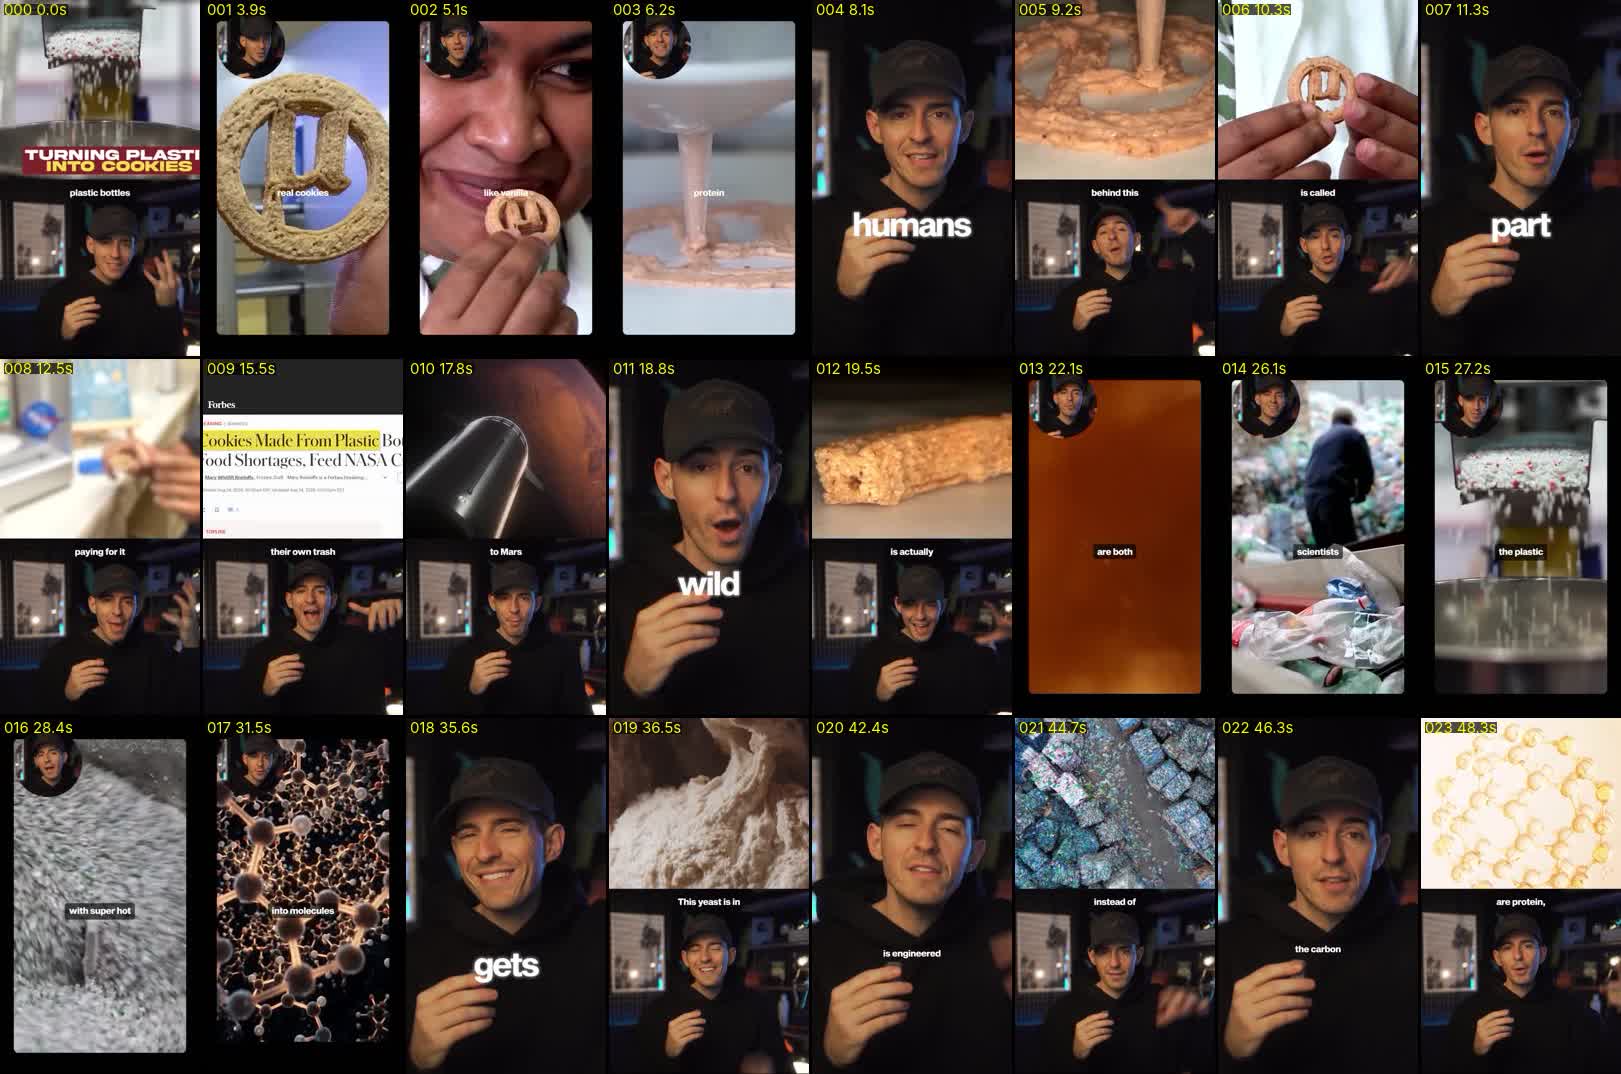 000 0.0s
TURNING PLASTI
INTO COOKIES
plastic bottles
001 3.9s
µ
real cookies
002 5.1s
like vanilla
µ
003 6.2s
protein
004 8.1s
humans
005 9.2s
behind this
006 10.3s
µ
is called
007 11.3s
part
008 12.5s
paying for it
009 15.5s
Forbes
Cookies Made From Plastic Bo
Food Shortages, Feed NASA C
TOPLINE
their own trash
010 17.8s
to Mars
011 18.8s
wild
012 19.5s
is actually
013 22.1s
are both
014 26.1s
scientists
015 27.2s
the plastic
016 28.4s
with super hot
017 31.5s
into molecules
018 35.6s
gets
019 36.5s
This yeast is in
020 42.4s
is engineered
021 44.7s
instead of
022 46.3s
the carbon
023 48.3s
are protein,